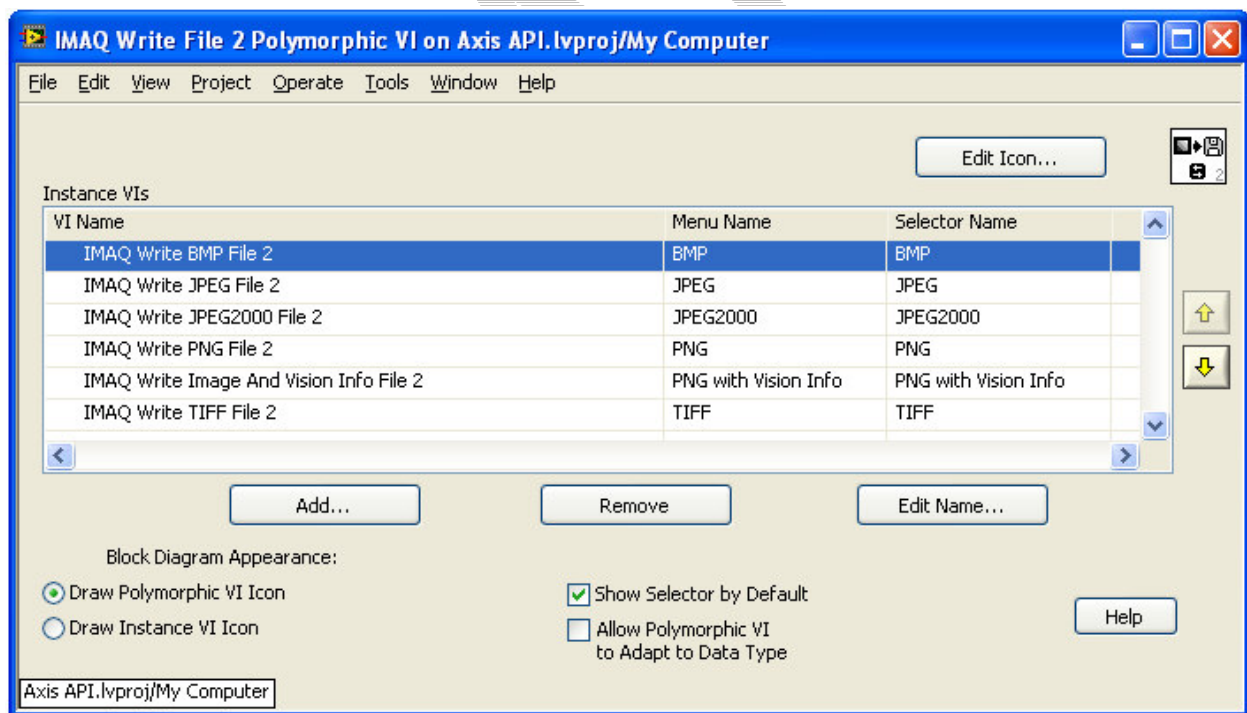 IMAQ Write File 2 Polymorphic VI on Axis API.lvproj/My Computer
File Edit View Project Operate Tools Window Help
Edit Icon...
2
Instance VIs
VI Name Menu Name Selector Name
IMAQ Write BMP File 2 BMP BMP
IMAQ Write JPEG File 2 JPEG JPEG
IMAQ Write JPEG2000 File 2 JPEG2000 JPEG2000
IMAQ Write PNG File 2 PNG PNG
IMAQ Write Image And Vision Info File 2 PNG with Vision Info PNG with Vision Info
IMAQ Write TIFF File 2 TIFF TIFF
Add... Remove Edit Name...
Block Diagram Appearance:
Draw Polymorphic VI Icon Show Selector by Default
Draw Instance VI Icon Allow Polymorphic VI
to Adapt to Data Type
Help
Axis API.lvproj/My Computer